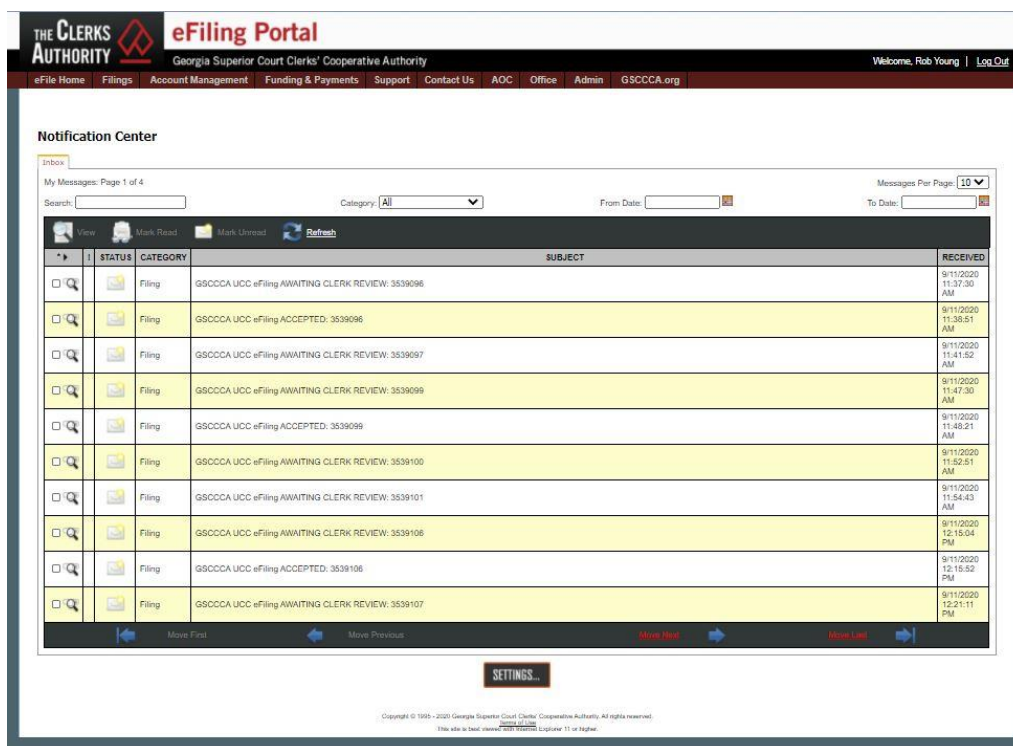 THE CLERKS AUTHORITY
eFiling Portal
Georgia Superior Court Clerks' Cooperative Authority
Welcome, Rob Young | Log Out
eFile Home Filings Account Management Funding & Payments Support Contact Us AOC Office Admin GSCCCA.org
Notification Center
Inbox
My Messages: Page 1 of 4
Messages Per Page: 10
Search: Category: All From Date: To Date:
View Mark Read Mark Unread Refresh
! STATUS CATEGORY SUBJECT RECEIVED
Filing GSCCCA UCC eFiling AWAITING CLERK REVIEW: 3539096 9/11/2020 11:37:30 AM
Filing GSCCCA UCC eFiling ACCEPTED: 3539096 9/11/2020 11:38:51 AM
Filing GSCCCA UCC eFiling AWAITING CLERK REVIEW: 3539097 9/11/2020 11:41:52 AM
Filing GSCCCA UCC eFiling AWAITING CLERK REVIEW: 3539099 9/11/2020 11:47:30 AM
Filing GSCCCA UCC eFiling ACCEPTED: 3539099 9/11/2020 11:48:21 AM
Filing GSCCCA UCC eFiling AWAITING CLERK REVIEW: 3539100 9/11/2020 11:52:51 AM
Filing GSCCCA UCC eFiling AWAITING CLERK REVIEW: 3539101 9/11/2020 11:54:43 AM
Filing GSCCCA UCC eFiling AWAITING CLERK REVIEW: 3539106 9/11/2020 12:15:04 PM
Filing GSCCCA UCC eFiling ACCEPTED: 3539106 9/11/2020 12:15:52 PM
Filing GSCCCA UCC eFiling AWAITING CLERK REVIEW: 3539107 9/11/2020 12:21:11 PM
Move First Move Previous Move Next Move Last
SETTINGS...
Copyright © 1995 - 2020 Georgia Superior Court Clerks' Cooperative Authority. All rights reserved.
Terms of Use
This site is best viewed with Internet Explorer 11 or higher.